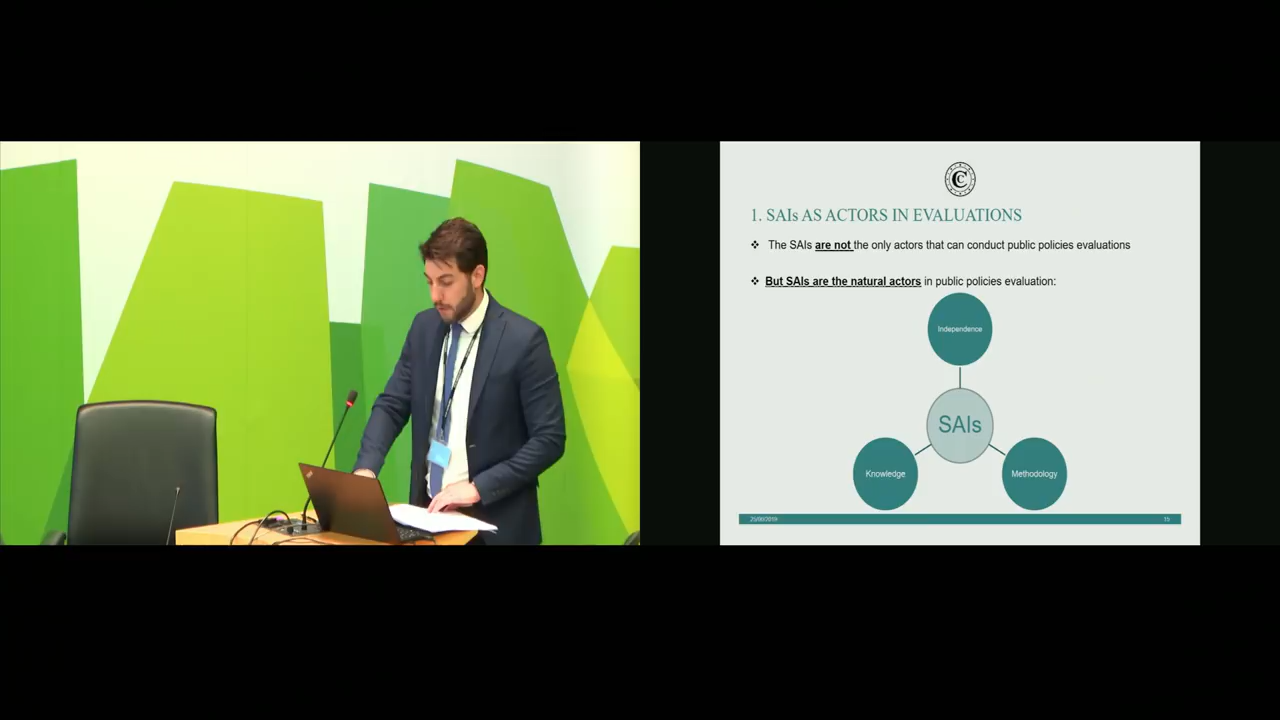 1. SAIs AS ACTORS IN EVALUATIONS
❖ The SAIs are not the only actors that can conduct public policies evaluations
❖ But SAIs are the natural actors in public policies evaluation:
Independence
SAIs
Knowledge
Methodology